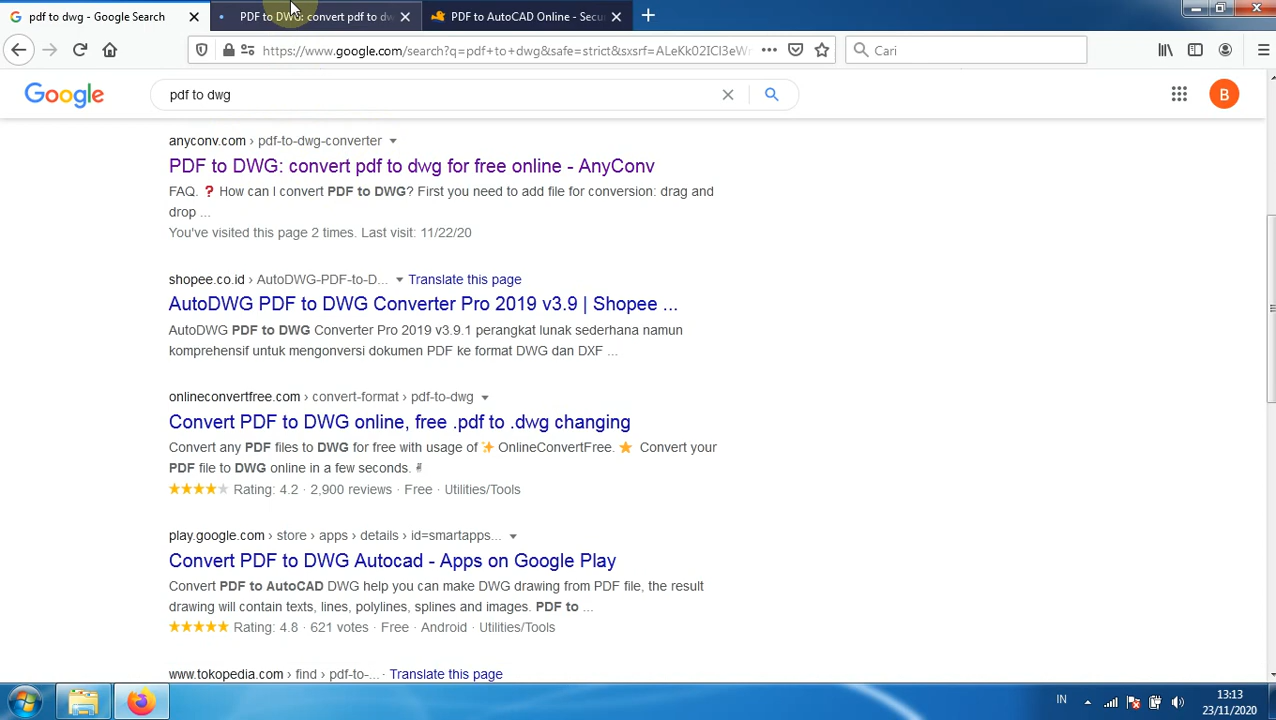 pdf to dwg - Google Search
PDF to DWG: convert pdf to dw
PDF to AutoCAD Online - Secu
https://www.google.com/search?q=pdf+to+dwg&safe=strict&sxsrf=ALeKk02ICI3eW
Cari
Google
pdf to dwg
B
anyconv.com › pdf-to-dwg-converter
PDF to DWG: convert pdf to dwg for free online - AnyConv
FAQ. ❓ How can I convert PDF to DWG? First you need to add file for conversion: drag and
drop ...
You've visited this page 2 times. Last visit: 11/22/20
shopee.co.id › AutoDWG-PDF-to-D... Translate this page
AutoDWG PDF to DWG Converter Pro 2019 v3.9 | Shopee ...
AutoDWG PDF to DWG Converter Pro 2019 v3.9.1 perangkat lunak sederhana namun
komprehensif untuk mengonversi dokumen PDF ke format DWG dan DXF ...
onlineconvertfree.com › convert-format › pdf-to-dwg
Convert PDF to DWG online, free .pdf to .dwg changing
Convert any PDF files to DWG for free with usage of ✨ OnlineConvertFree. ⭐ Convert your
PDF file to DWG online in a few seconds. ✌
Rating: 4.2 · 2,900 reviews · Free · Utilities/Tools
play.google.com › store › apps › details › id=smartapps...
Convert PDF to DWG Autocad - Apps on Google Play
Convert PDF to AutoCAD DWG help you can make DWG drawing from PDF file, the result
drawing will contain texts, lines, polylines, splines and images. PDF to ...
Rating: 4.8 · 621 votes · Free · Android · Utilities/Tools
www.tokopedia.com › find › pdf-to-... · Translate this page
IN
13:13
23/11/2020